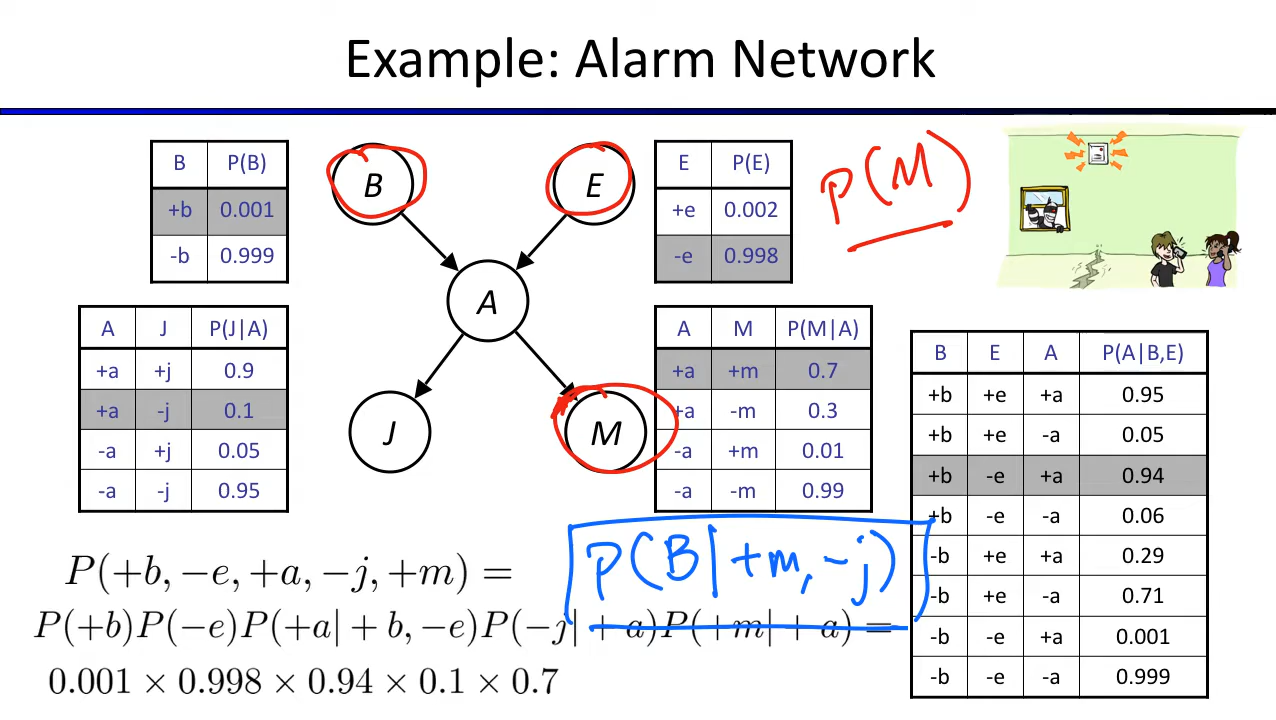 Example: Alarm Network
B P(B)
+b 0.001
-b 0.999
B
E
E P(E)
+e 0.002
-e 0.998
P(M)
A
A J P(J|A)
+a +j 0.9
+a -j 0.1
-a +j 0.05
-a -j 0.95
J
M
A M P(M|A)
+a +m 0.7
+a -m 0.3
-a +m 0.01
-a -m 0.99
B E A P(A|B,E)
+b +e +a 0.95
+b +e -a 0.05
+b -e +a 0.94
+b -e -a 0.06
-b +e +a 0.29
-b +e -a 0.71
-b -e +a 0.001
-b -e -a 0.999
P(B|+m,-j)
P(+b, −e, +a, −j, +m) =
P(+b)P(−e)P(+a| + b, −e)P(−j| + a)P(+m| + a) =
0.001 × 0.998 × 0.94 × 0.1 × 0.7